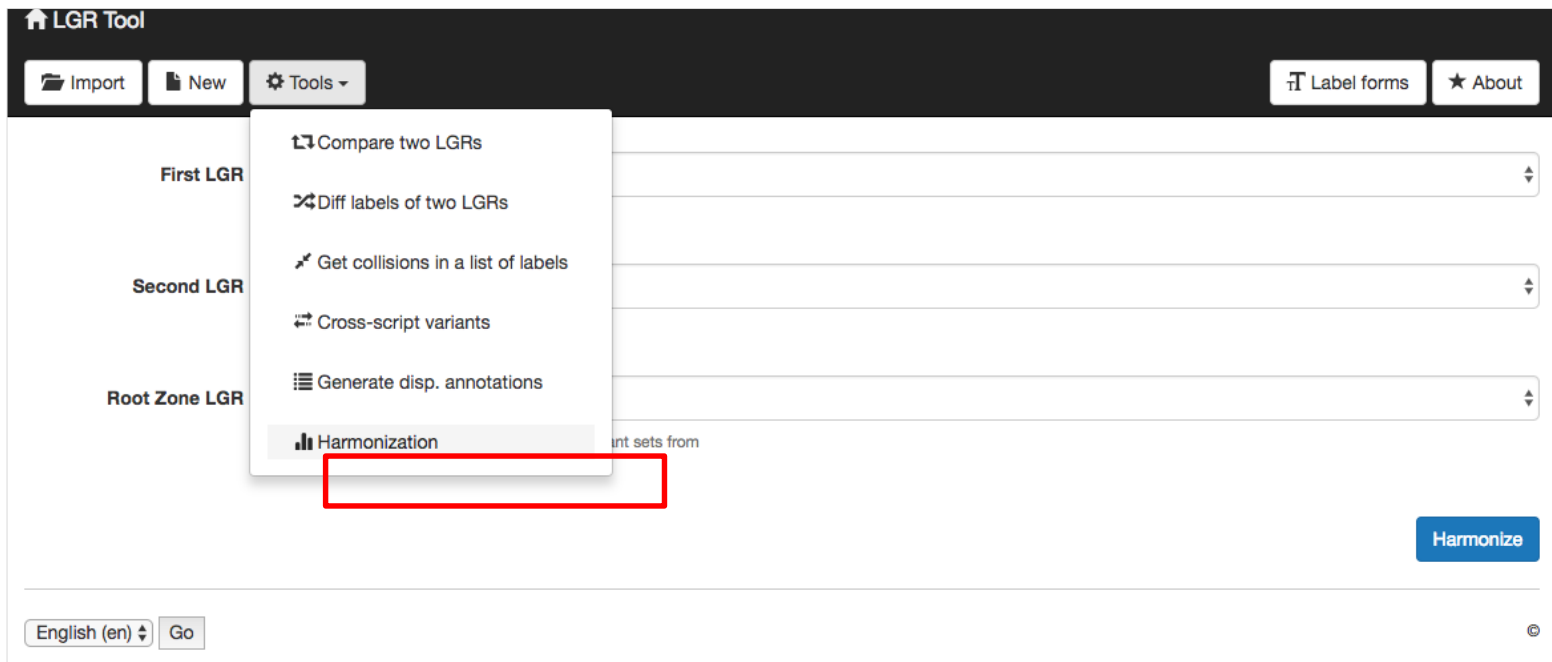 LGR Tool
Import New Tools Label forms About
Compare two LGRs
First LGR
Diff labels of two LGRs
Get collisions in a list of labels
Second LGR
Cross-script variants
Generate disp. annotations
Root Zone LGR
Harmonization
sets from
Harmonize
English (en) Go ©